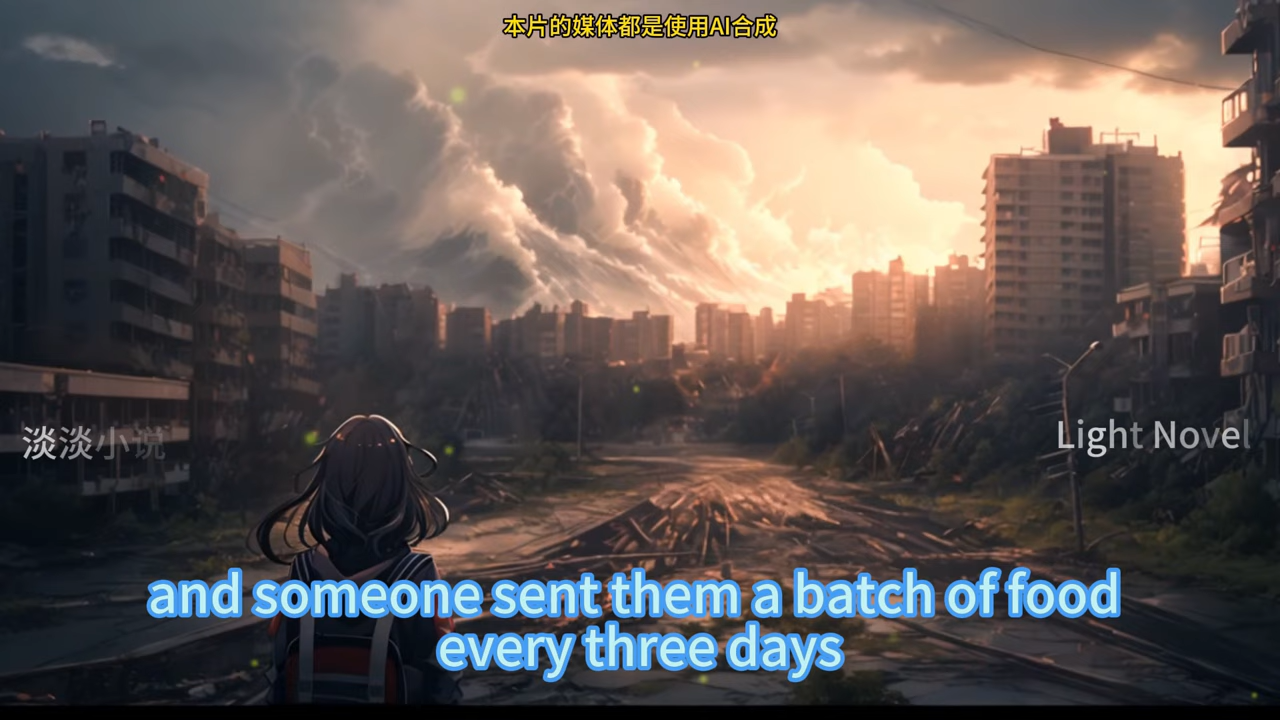 本片的媒体都是使用AI合成
淡淡小说
Light Novel
and someone sent them a batch of food
every three days